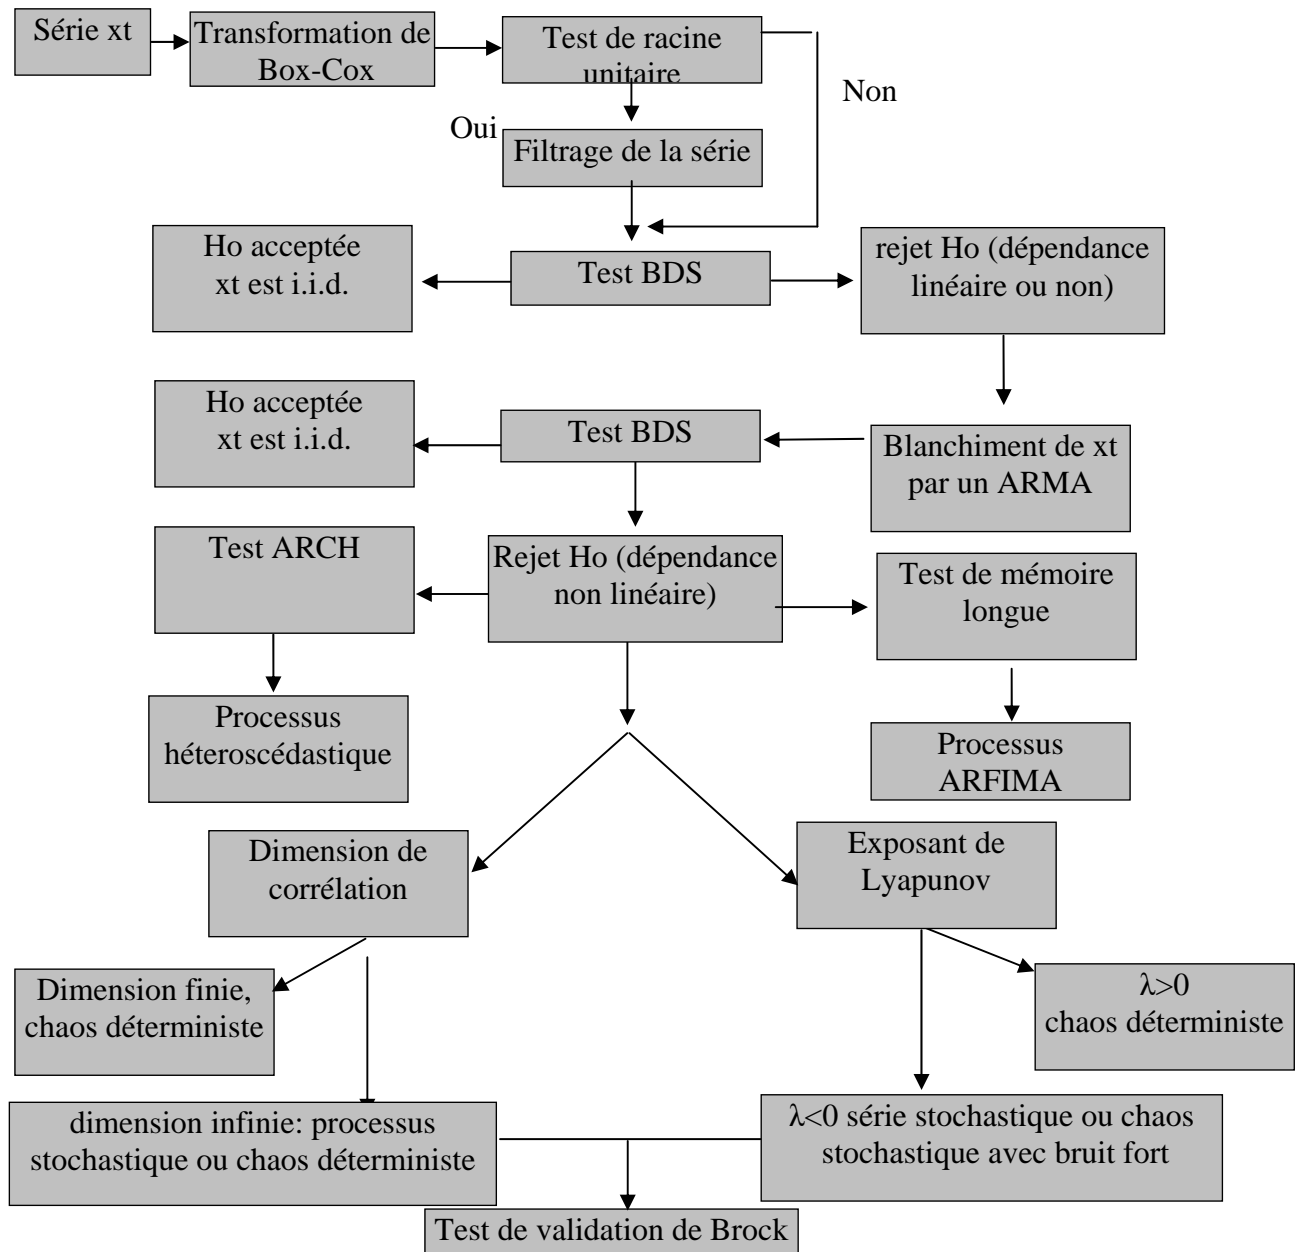 Série xt
Transformation de
Box-Cox
Test de racine
unitaire
Non
Oui
Filtrage de la série
Ho acceptée
xt est i.i.d.
Test BDS
rejet Ho (dépendance
linéaire ou non)
Ho acceptée
xt est i.i.d.
Test BDS
Blanchiment de xt
par un ARMA
Test ARCH
Rejet Ho (dépendance
non linéaire)
Test de mémoire
longue
Processus
héteroscédastique
Processus
ARFIMA
Dimension de
corrélation
Exposant de
Lyapunov
Dimension finie,
chaos déterministe
λ>0
chaos déterministe
dimension infinie: processus
stochastique ou chaos déterministe
λ<0 série stochastique ou chaos
stochastique avec bruit fort
Test de validation de Brock